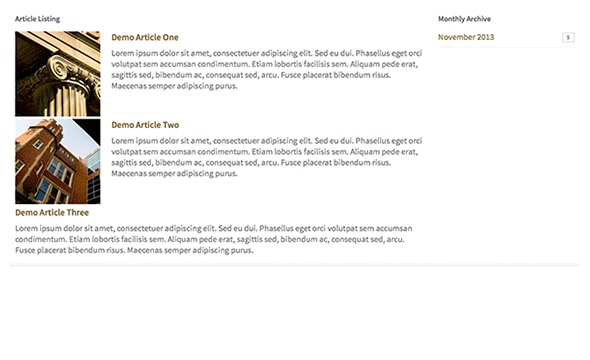 Article Listing
Demo Article One
Lorem ipsum dolor sit amet, consectetuer adipiscing elit. Sed eu dui. Phasellus eget orci
volutpat sem accumsan condimentum. Etiam lobortis facilisis sem. Aliquam pede erat,
sagittis sed, bibendum ac, consequat sed, arcu. Fusce placerat bibendum risus.
Maecenas semper adipiscing purus.
Demo Article Two
Lorem ipsum dolor sit amet, consectetuer adipiscing elit. Sed eu dui. Phasellus eget orci
volutpat sem accumsan condimentum. Etiam lobortis facilisis sem. Aliquam pede erat,
sagittis sed, bibendum ac, consequat sed, arcu. Fusce placerat bibendum risus.
Maecenas semper adipiscing purus.
Demo Article Three
Lorem ipsum dolor sit amet, consectetuer adipiscing elit. Sed eu dui. Phasellus eget orci volutpat sem accumsan
condimentum. Etiam lobortis facilisis sem. Aliquam pede erat, sagittis sed, bibendum ac, consequat sed, arcu.
Fusce placerat bibendum risus. Maecenas semper adipiscing purus.
Monthly Archive
November 2013